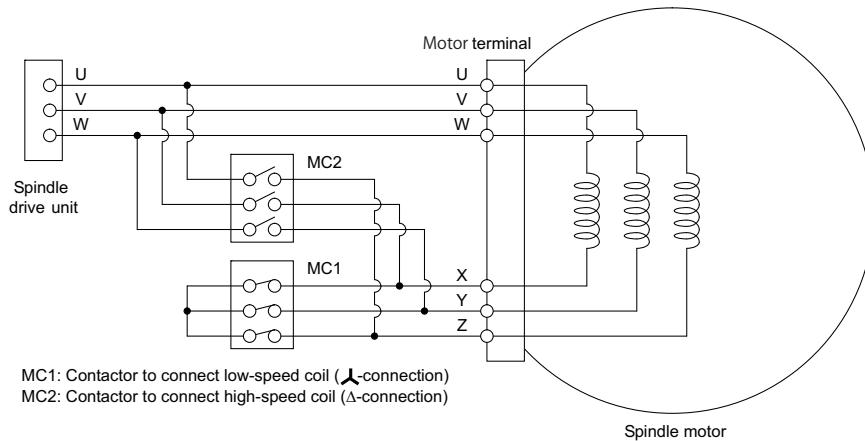 Motor terminal
U
V
W
U
V
W
MC2
Spindle
drive unit
MC1
X
Y
Z
MC1: Contactor to connect low-speed coil (⅄-connection)
MC2: Contactor to connect high-speed coil (Δ-connection)
Spindle motor